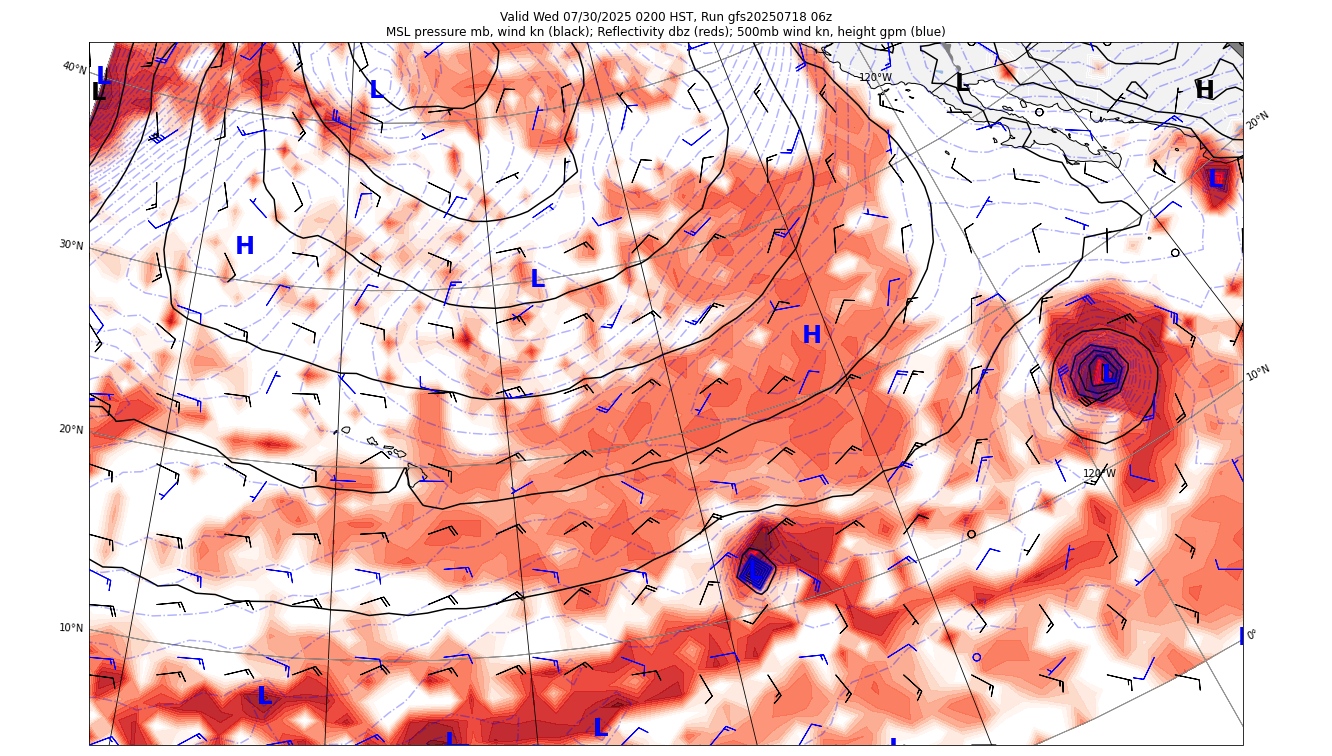 Valid Wed 07/30/2025 0200 HST, Run gfs20250718 06z
MSL pressure mb, wind kn (black); Reflectivity dbz (reds); 500mb wind kn, height gpm (blue)
40°N
L
L
L
120°W
L
H
20°N
L
30°N
H
L
H
L
10°N
20°N
120°W
10°N
0°
L
L
L
L
L